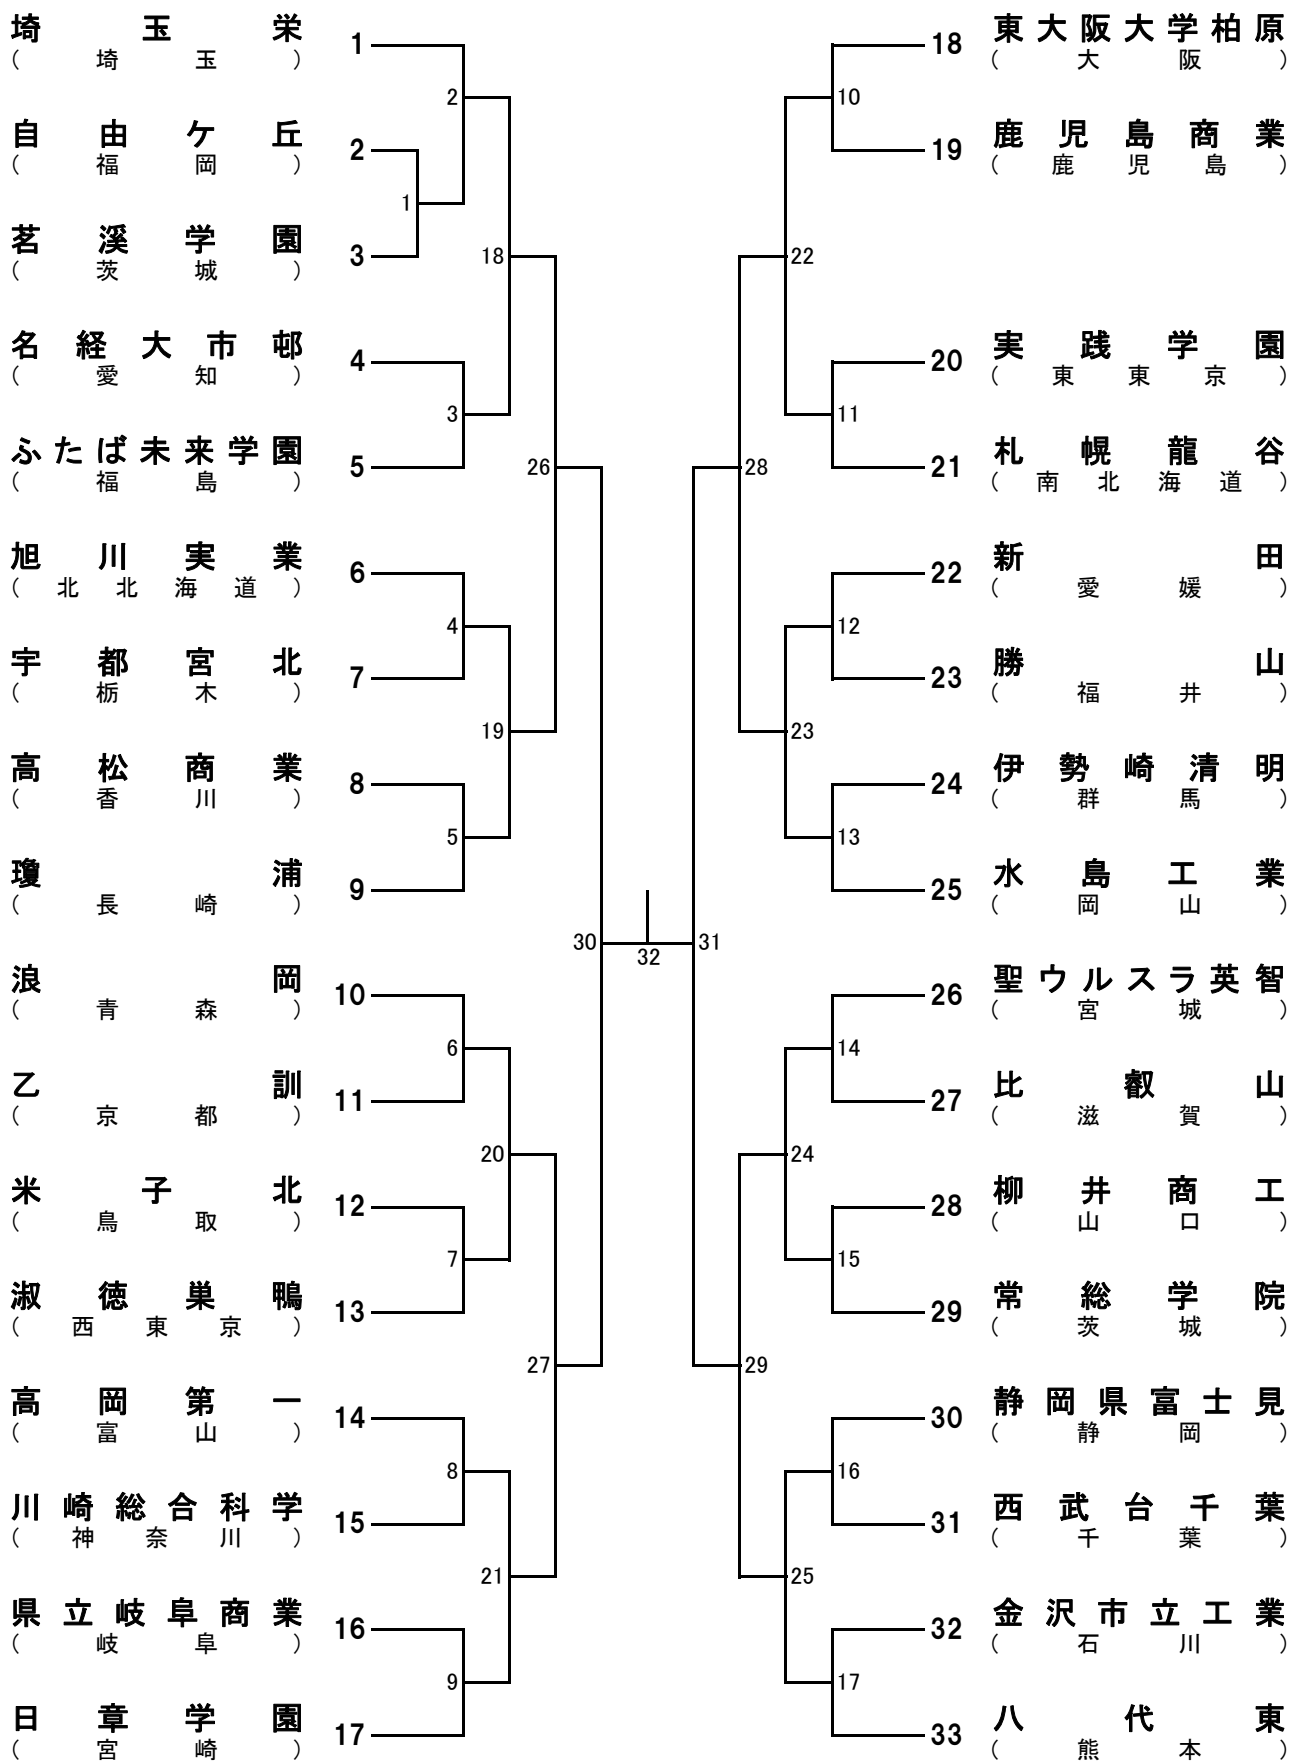 埼玉栄 1
(埼玉)
自由ケ丘 2
(福岡)
茗溪学園 3
(茨城)
名経大市邨 4
(愛知)
ふたば未来学園 5
(福島)
旭川実業 6
(北北海道)
宇都宮北 7
(栃木)
高松商業 8
(香川)
瓊浦 9
(長崎)
浪岡 10
(青森)
乙訓 11
(京都)
米子北 12
(鳥取)
淑徳巣鴨 13
(西東京)
高岡第一 14
(富山)
川崎総合科学 15
(神奈川)
県立岐阜商業 16
(岐阜)
日章学園 17
(宮崎)
2
1
18
3
26
4
19
5
30
6
20
7
27
8
21
9
32
10
22
11
28
12
23
13
31
14
24
15
29
16
25
17
18 東大阪大学柏原
(大阪)
19 鹿児島商業
(鹿児島)
20 実践学園
(東東京)
21 札幌龍谷
(南北海道)
22 新田
(愛媛)
23 勝山
(福井)
24 伊勢崎清明
(群馬)
25 水島工業
(岡山)
26 聖ウルスラ英智
(宮城)
27 比叡山
(滋賀)
28 柳井商工
(山口)
29 常総学院
(茨城)
30 静岡県富士見
(静岡)
31 西武台千葉
(千葉)
32 金沢市立工業
(石川)
33 八代東
(熊本)